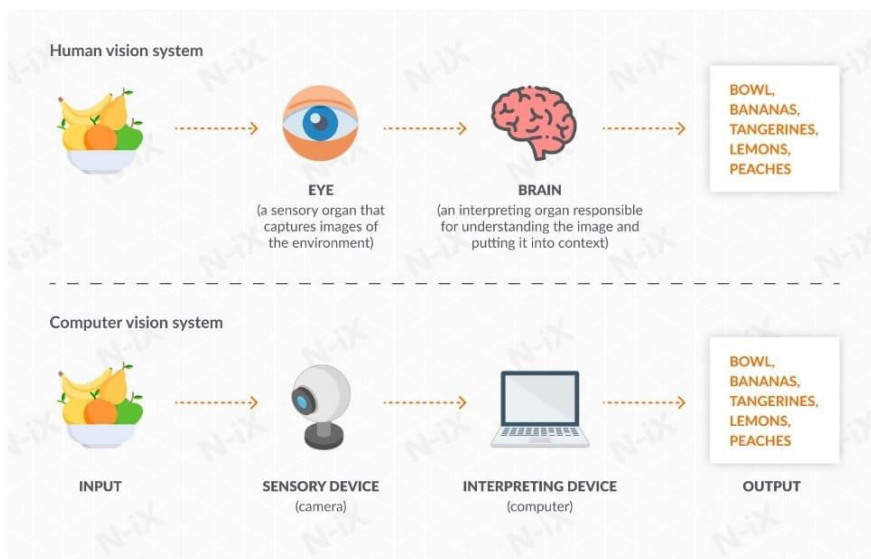 Human vision system
BOWL,
BANANAS,
TANGERINES,
LEMONS,
PEACHES
EYE
(a sensory organ that
captures images of
the environment)
BRAIN
(an interpreting organ responsible
for understanding the image and
putting it into context)
Computer vision system
BOWL,
BANANAS,
TANGERINES,
LEMONS,
PEACHES
INPUT
SENSORY DEVICE
(camera)
INTERPRETING DEVICE
(computer)
OUTPUT
N-iX